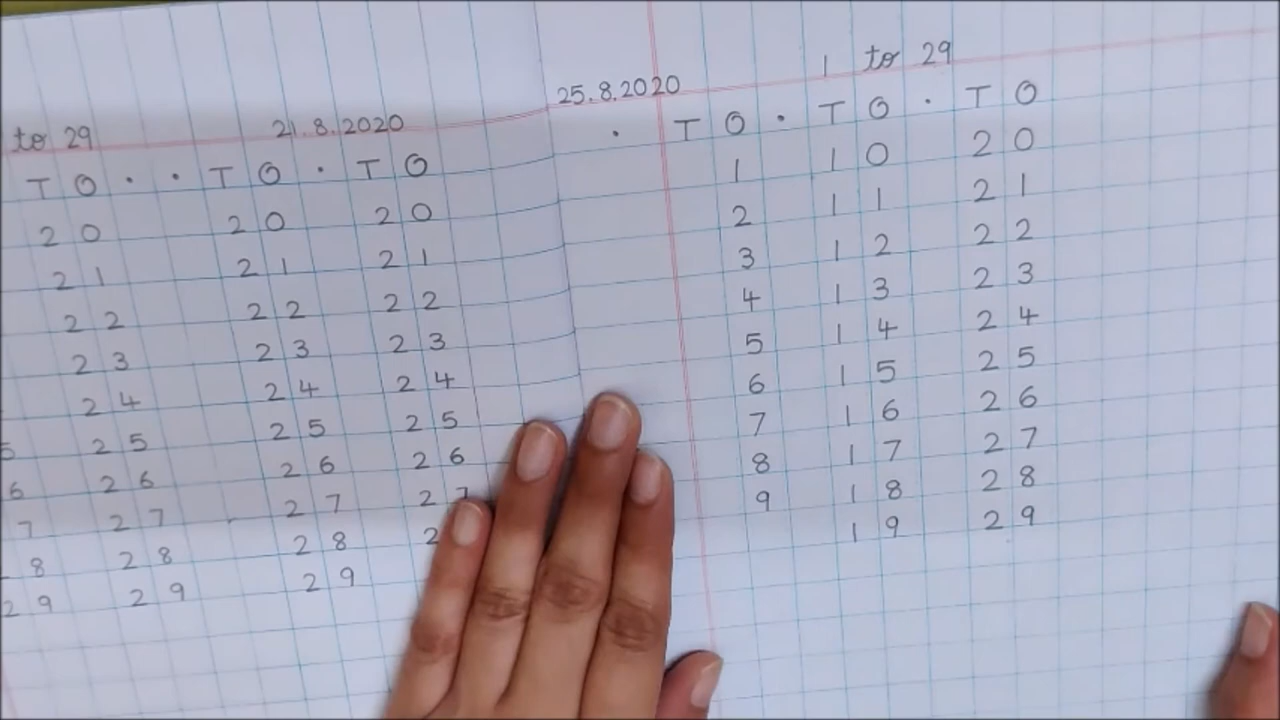 to 29 21.8.2020
T O . . T O . T O
2 0 2 0 2 0
2 1 2 1 2 1
2 2 2 2 2 2
2 3 2 3 2 3
2 4 2 4 2 4
5 2 5 2 5 2 5
6 2 6 2 6 2 6
7 2 7 2 7 2 7
8 2 8 2 8 2
2 9 2 9 2 9
1 to 29
25.8.2020
. T O . T O . T O
1 1 0 2 0
2 1 1 2 1
3 1 2 2 2
4 1 3 2 3
5 1 4 2 4
6 1 5 2 5
7 1 6 2 6
8 1 7 2 7
9 1 8 2 8
1 9 2 9